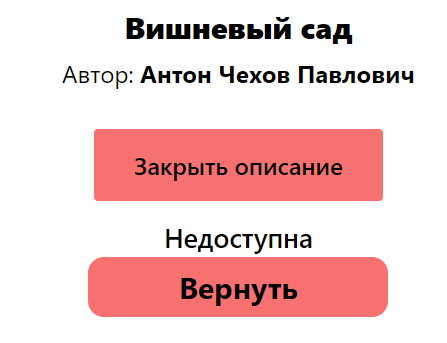 Вишневый сад
Автор: Антон Чехов Павлович
Закрыть описание
Недоступна
Вернуть